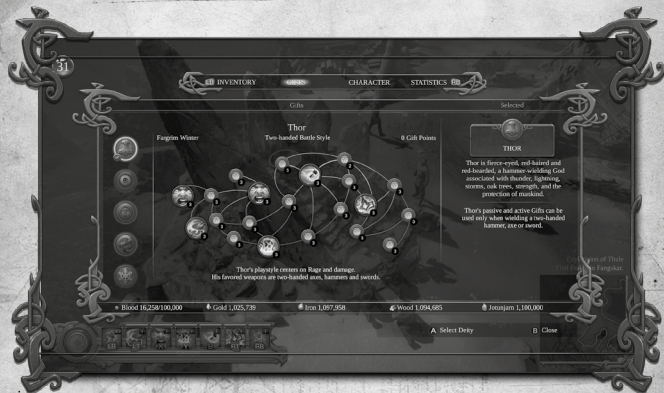 31
INVENTORY
GIFTS
CHARACTER
STATISTICS
Gifts
Selected
Thor
Fargrim Winter
Two-handed Battle Style
0 Gift Points
THOR
Thor is fierce-eyed, red-haired and
red-bearded, a hammer-wielding God
associated with thunder, lightning,
storms, oak trees, strength, and the
protection of mankind.
Thor's passive and active Gifts can be
used only when wielding a two-handed
hammer, axe or sword.
Thor's playstyle centers on Rage and damage.
His favored weapons are two-handed axes, hammers and swords.
Blood 16,258/100,000
Gold 1,025,739
Iron 1,097,958
Wood 1,094,685
Jotunjarn 1,100,000
A Select Deity
B Close